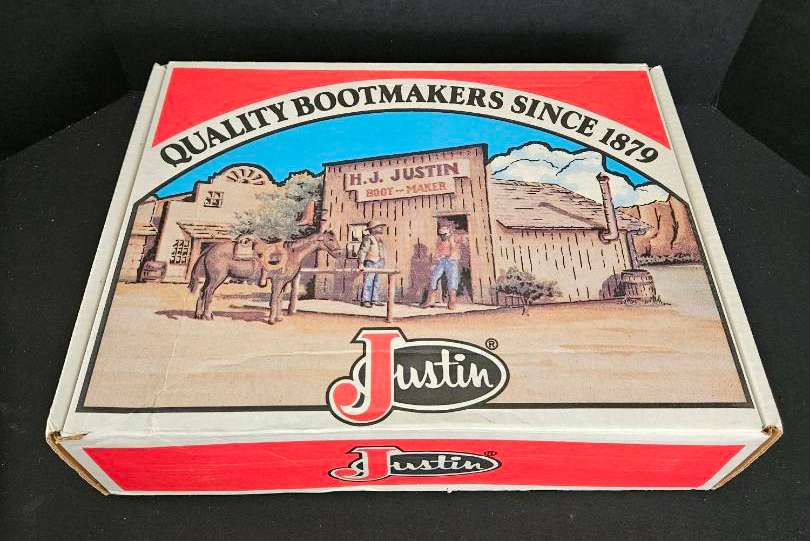 QUALITY BOOTMAKERS SINCE 1879
H.J. JUSTIN
BOOT--MAKER
Justin®
Justin®